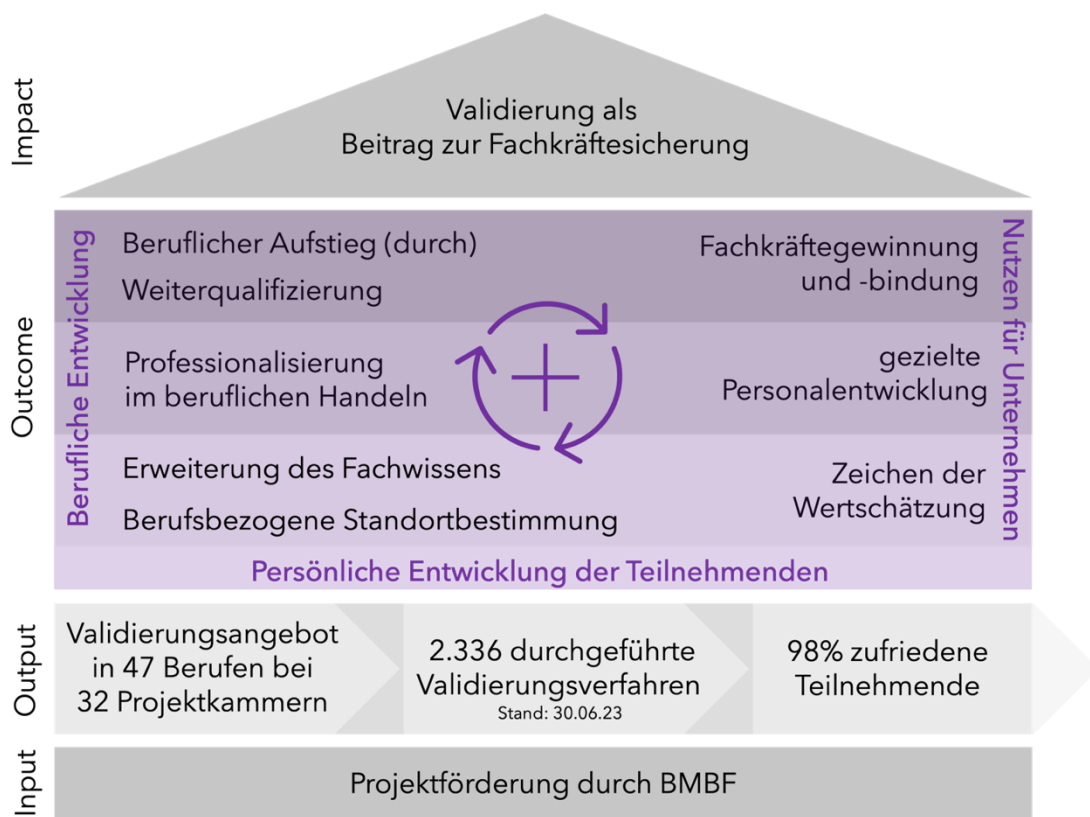 Impact
Validierung als
Beitrag zur Fachkräftesicherung
Outcome
Berufliche Entwicklung
Beruflicher Aufstieg (durch)
Weiterqualifizierung
Professionalisierung
im beruflichen Handeln
Erweiterung des Fachwissens
Berufsbezogene Standortbestimmung
Fachkräftegewinnung
und -bindung
gezielte
Personalentwicklung
Zeichen der
Wertschätzung
Nutzen für Unternehmen
Persönliche Entwicklung der Teilnehmenden
Output
Validierungsangebot
in 47 Berufen bei
32 Projektkammern
2.336 durchgeführte
Validierungsverfahren
Stand: 30.06.23
98% zufriedene
Teilnehmende
Input
Projektförderung durch BMBF